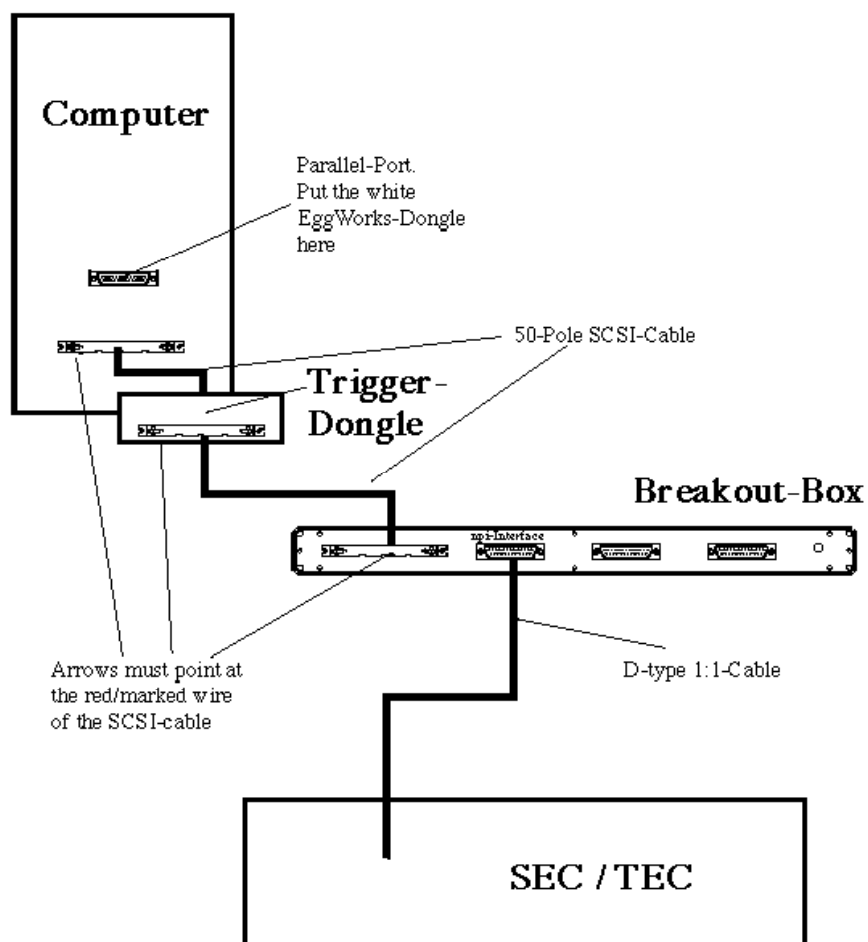 Computer
Parallel-Port.
Put the white
EggWorks-Dongle
here
50-Pole SCSI-Cable
Trigger-
Dongle
Breakout-Box
npi-Interface
Arrows must point at
the red/marked wire
of the SCSI-cable
D-type 1:1-Cable
SEC / TEC